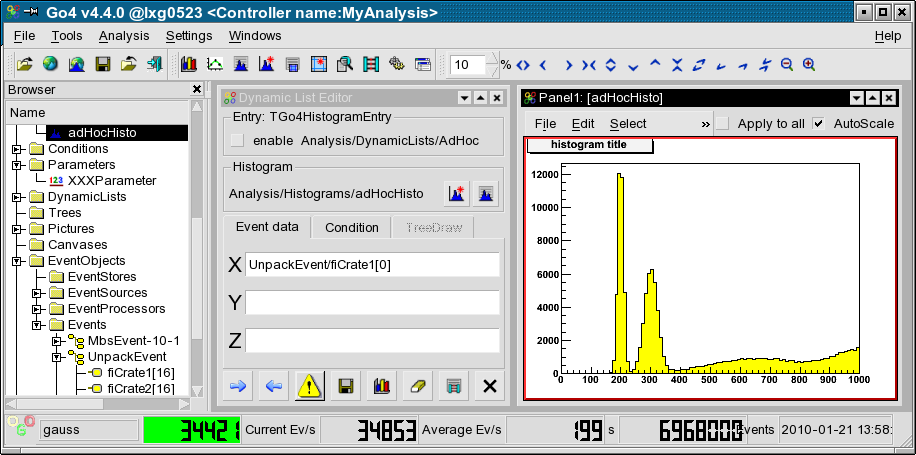 Go4 v4.4.0 @lxg0523 <Controller name:MyAnalysis>
File Tools Analysis Settings Windows Help
10 %
Browser
Name
adHocHisto
Conditions
Parameters
XXXParameter
DynamicLists
Trees
Pictures
Canvases
EventObjects
EventStores
EventSources
EventProcessors
Events
MbsEvent-10-1
UnpackEvent
fiCrate1[16]
fiCrate2[16]
Dynamic List Editor
Entry: TGo4HistogramEntry
enable Analysis/DynamicLists/AdHoc
Histogram
Analysis/Histograms/adHocHisto
Event data Condition TreeDraw
X UnpackEvent/fiCrate1[0]
Y
Z
Panel1: [adHocHisto]
File Edit Select » Apply to all AutoScale
histogram title
12000
10000
8000
6000
4000
2000
0
0 100 200 300 400 500 600 700 800 900 1000
gauss 34421 Current Ev/s 34853 Average Ev/s 199 s 6968000 Events 2010-01-21 13:58: